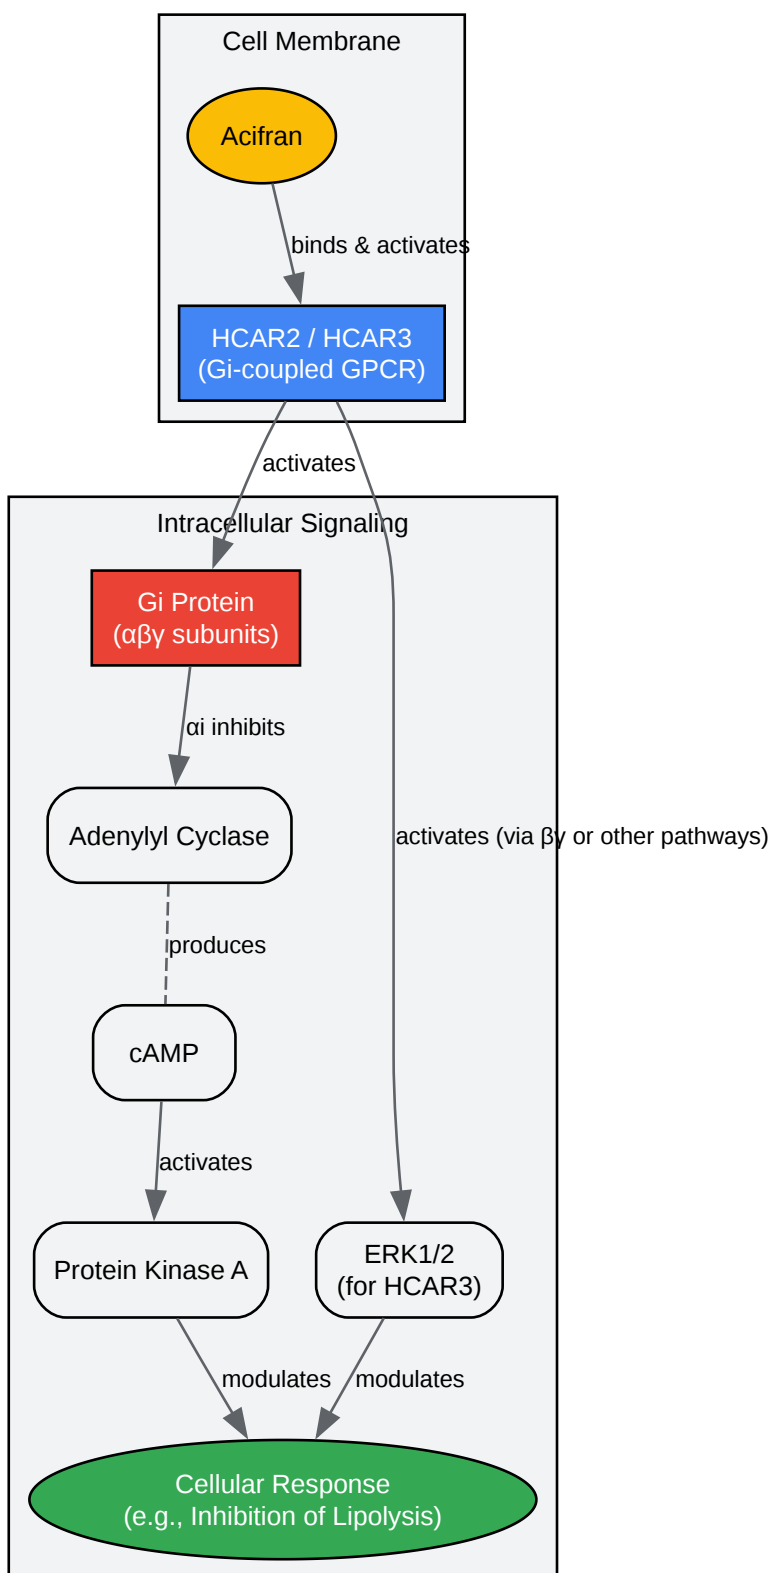 Cell Membrane
Acifran
binds & activates
HCAR2 / HCAR3
(Gi-coupled GPCR)
activates
Intracellular Signaling
Gi Protein
(αβγ subunits)
αi inhibits
Adenylyl Cyclase
activates (via βγ or other pathways)
produces
cAMP
activates
Protein Kinase A
ERK1/2
(for HCAR3)
modulates
modulates
Cellular Response
(e.g., Inhibition of Lipolysis)